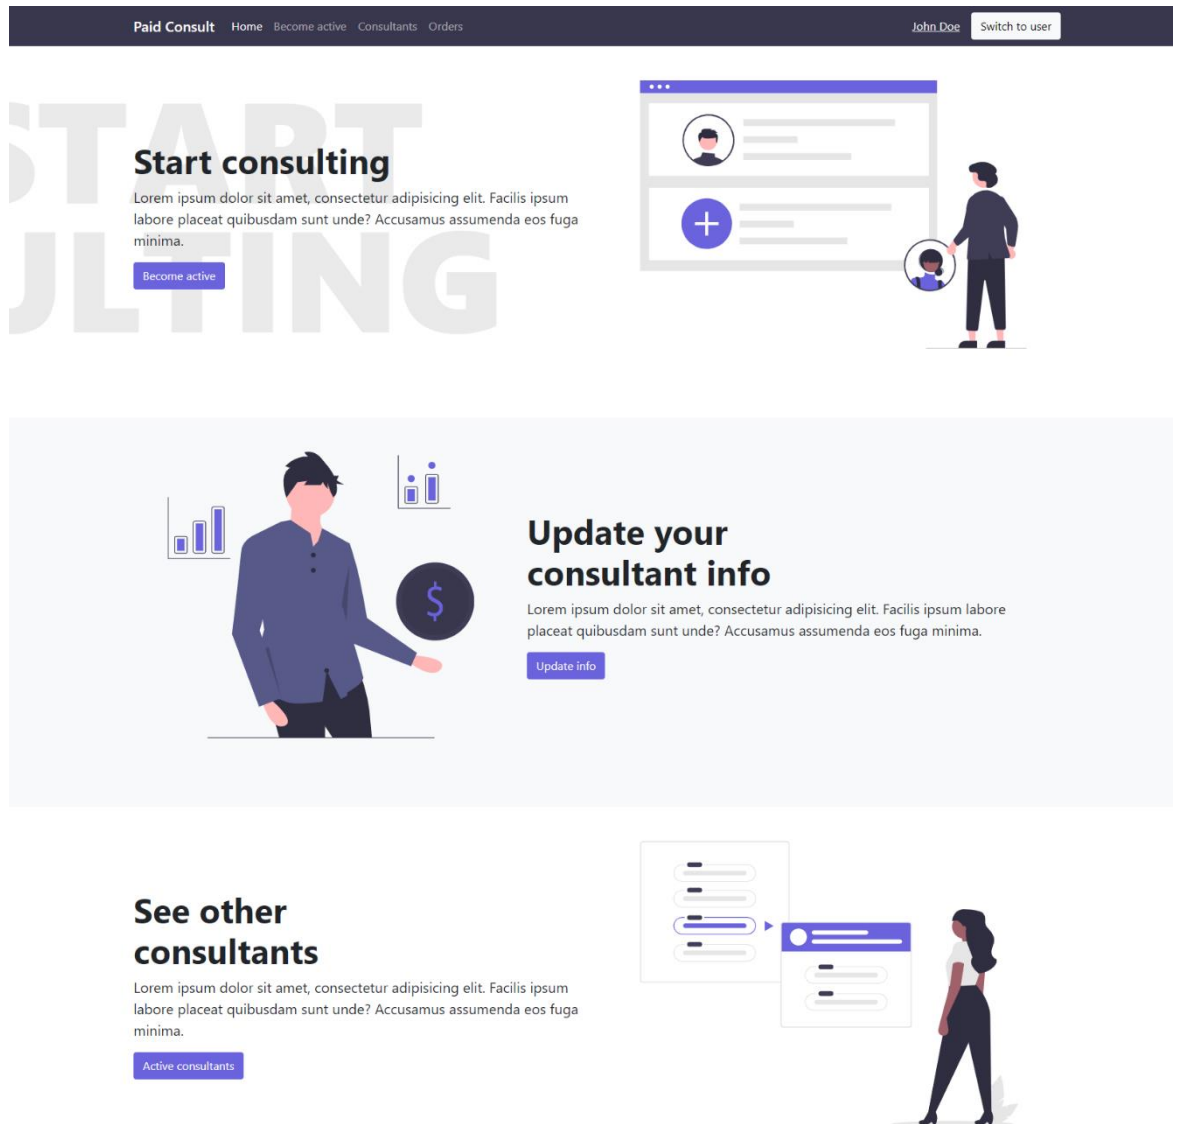 Paid Consult Home Become active Consultants Orders John Doe Switch to user
START
ULTING
Start consulting
Lorem ipsum dolor sit amet, consectetur adipisicing elit. Facilis ipsum
labore placeat quibusdam sunt unde? Accusamus assumenda eos fuga
minima.
Become active
$
Update your
consultant info
Lorem ipsum dolor sit amet, consectetur adipisicing elit. Facilis ipsum labore
placeat quibusdam sunt unde? Accusamus assumenda eos fuga minima.
Update info
See other
consultants
Lorem ipsum dolor sit amet, consectetur adipisicing elit. Facilis ipsum
labore placeat quibusdam sunt unde? Accusamus assumenda eos fuga
minima.
Active consultants